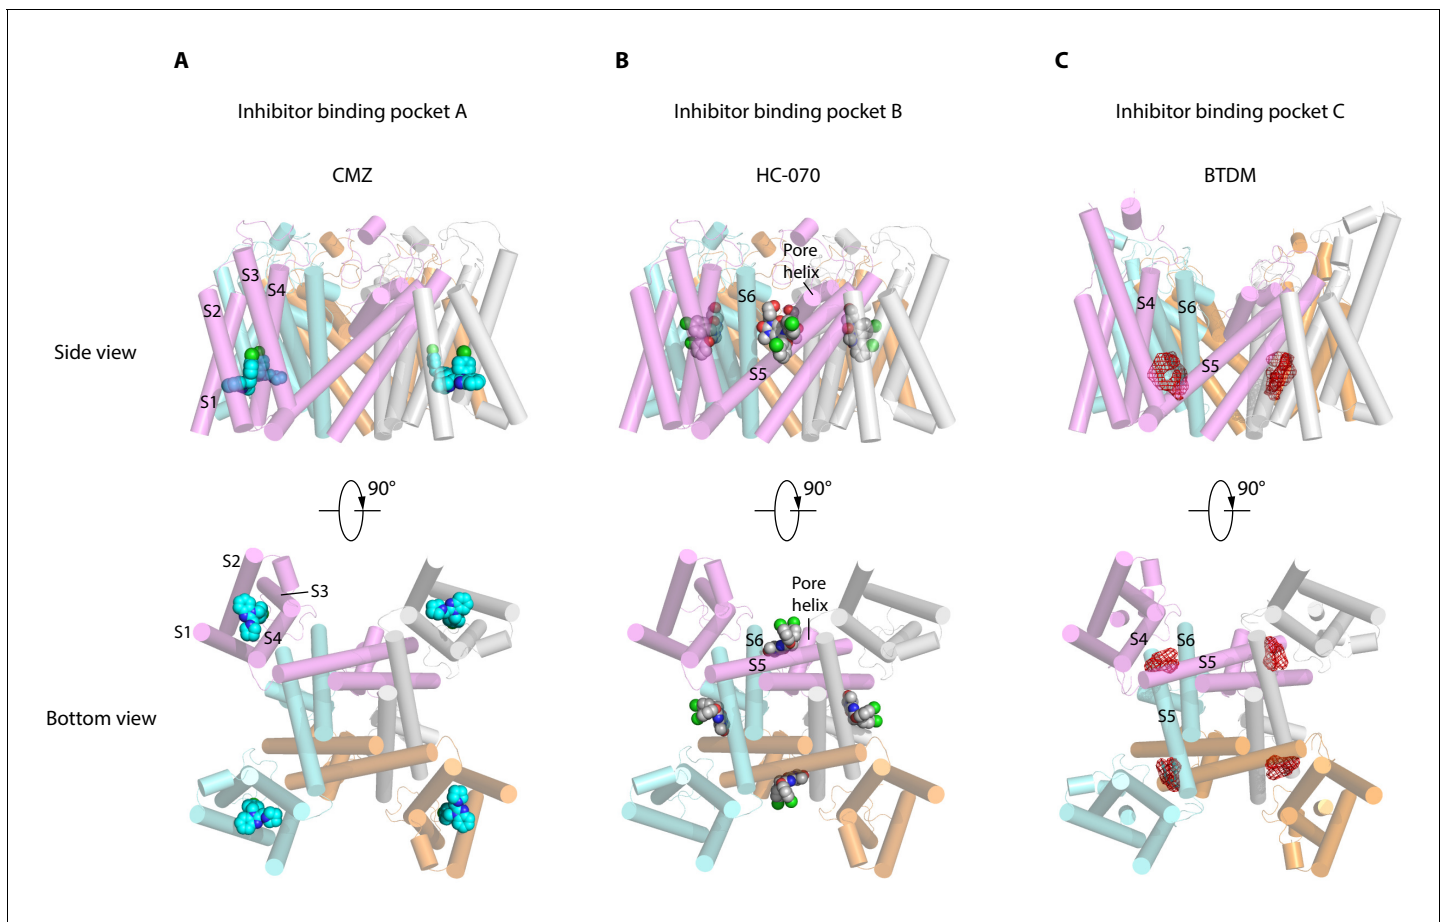 A
B
C
Inhibitor binding pocket A
Inhibitor binding pocket B
Inhibitor binding pocket C
CMZ
HC-070
BTDM
Side view
S3
S4
S2
S1
Pore
helix
S6
S5
S4
S6
S5
90°
90°
90°
Bottom view
S2
S3
S1
S4
Pore
helix
S6
S5
S4
S6
S5
S5